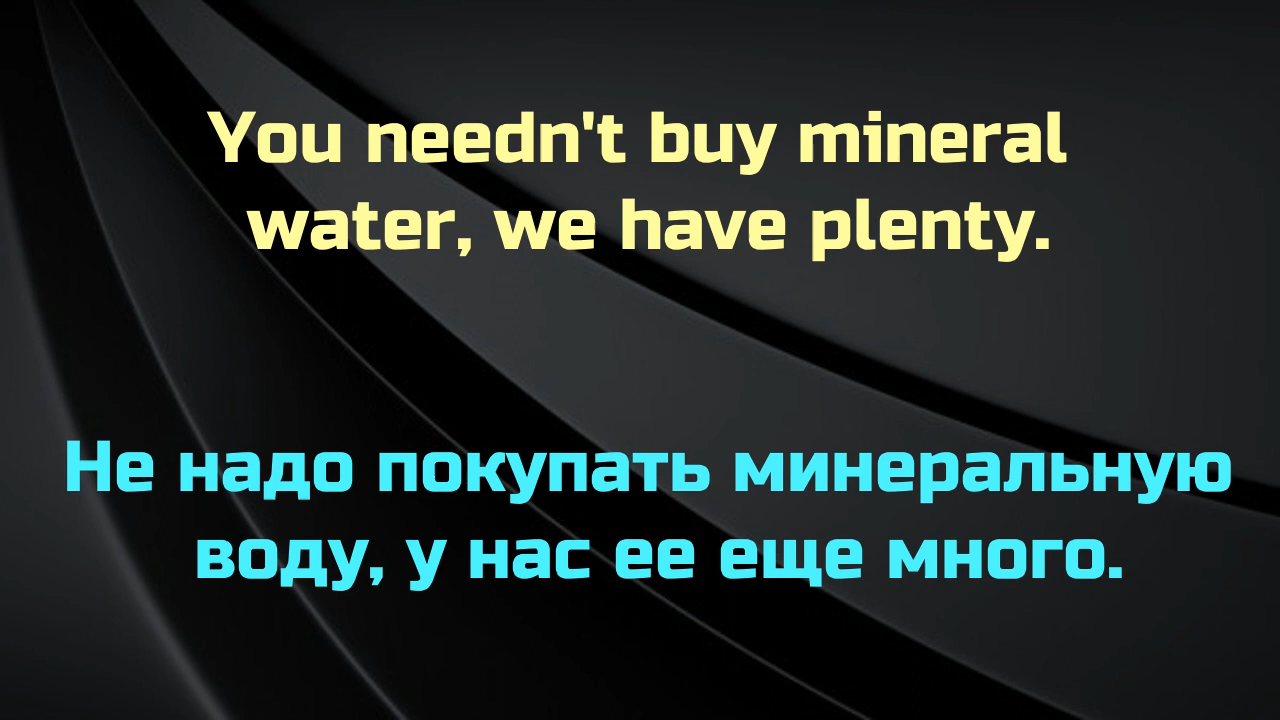 You needn't buy mineral
water, we have plenty.
Не надо покупать минеральную
воду, у нас ее еще много.